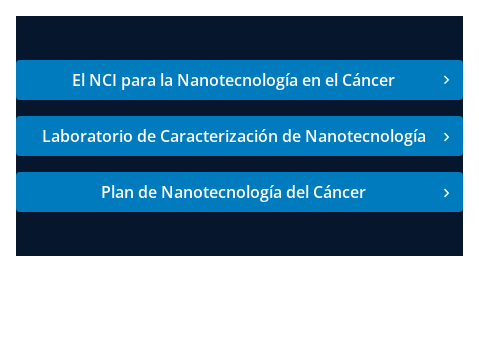 El NCI para la Nanotecnología en el Cáncer
Laboratorio de Caracterización de Nanotecnología
Plan de Nanotecnología del Cáncer